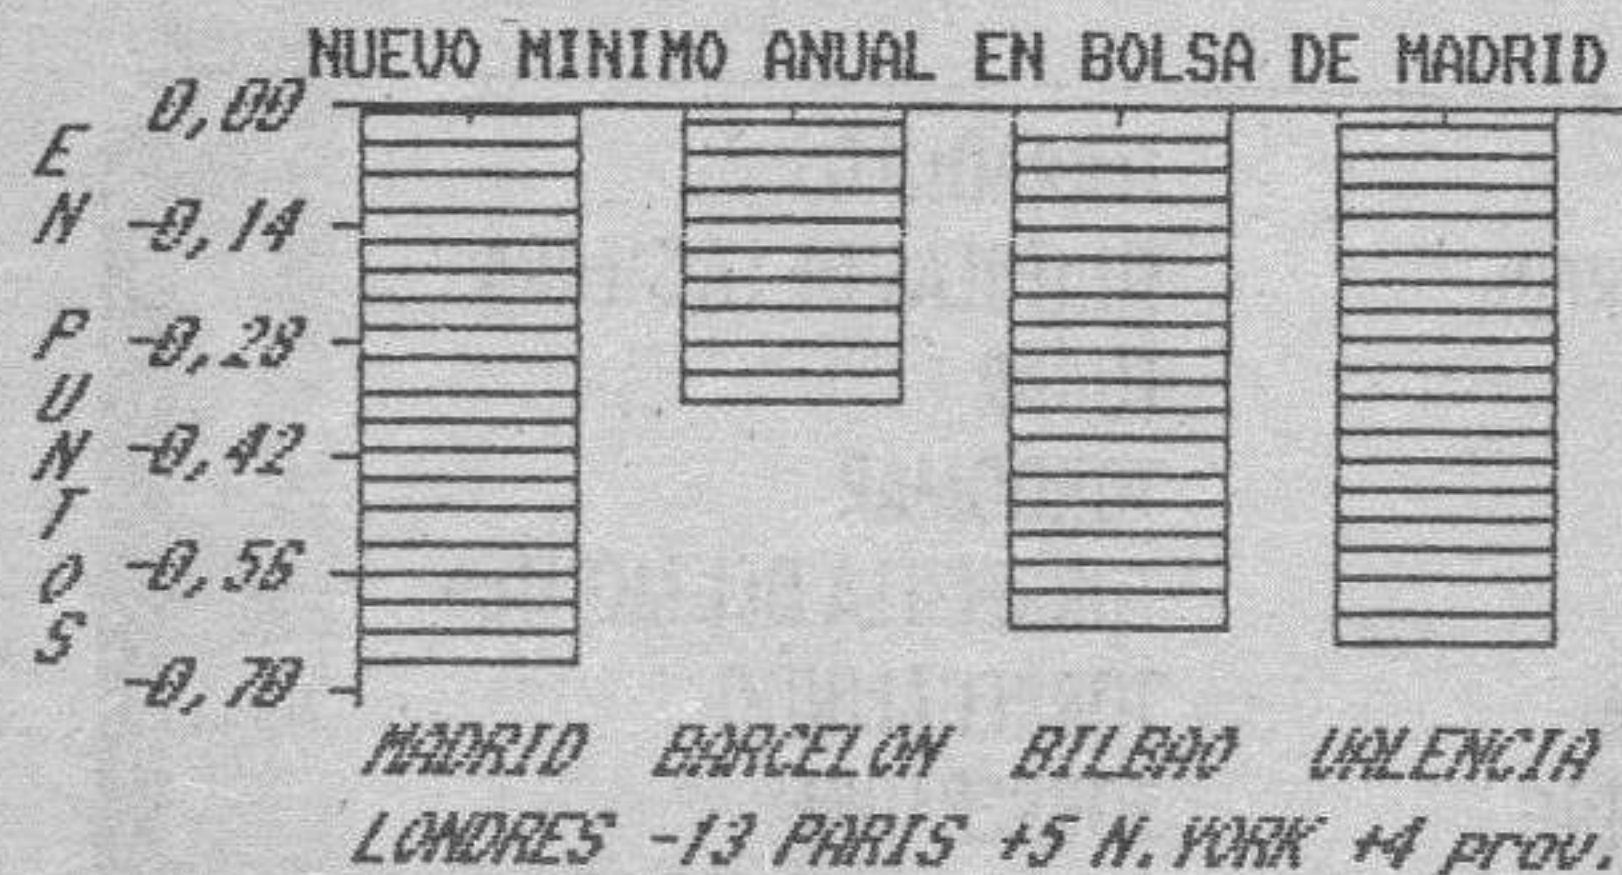 NUEVO MINIMO ANUAL EN BOLSA DE MADRID
EN PUNTOS
0,00
-0,14
-0,28
-0,42
-0,56
-0,70
MADRID BARCELON BILBAO VALENCIA
LONDRES -13 PARIS +5 N.YORK +4 prov.